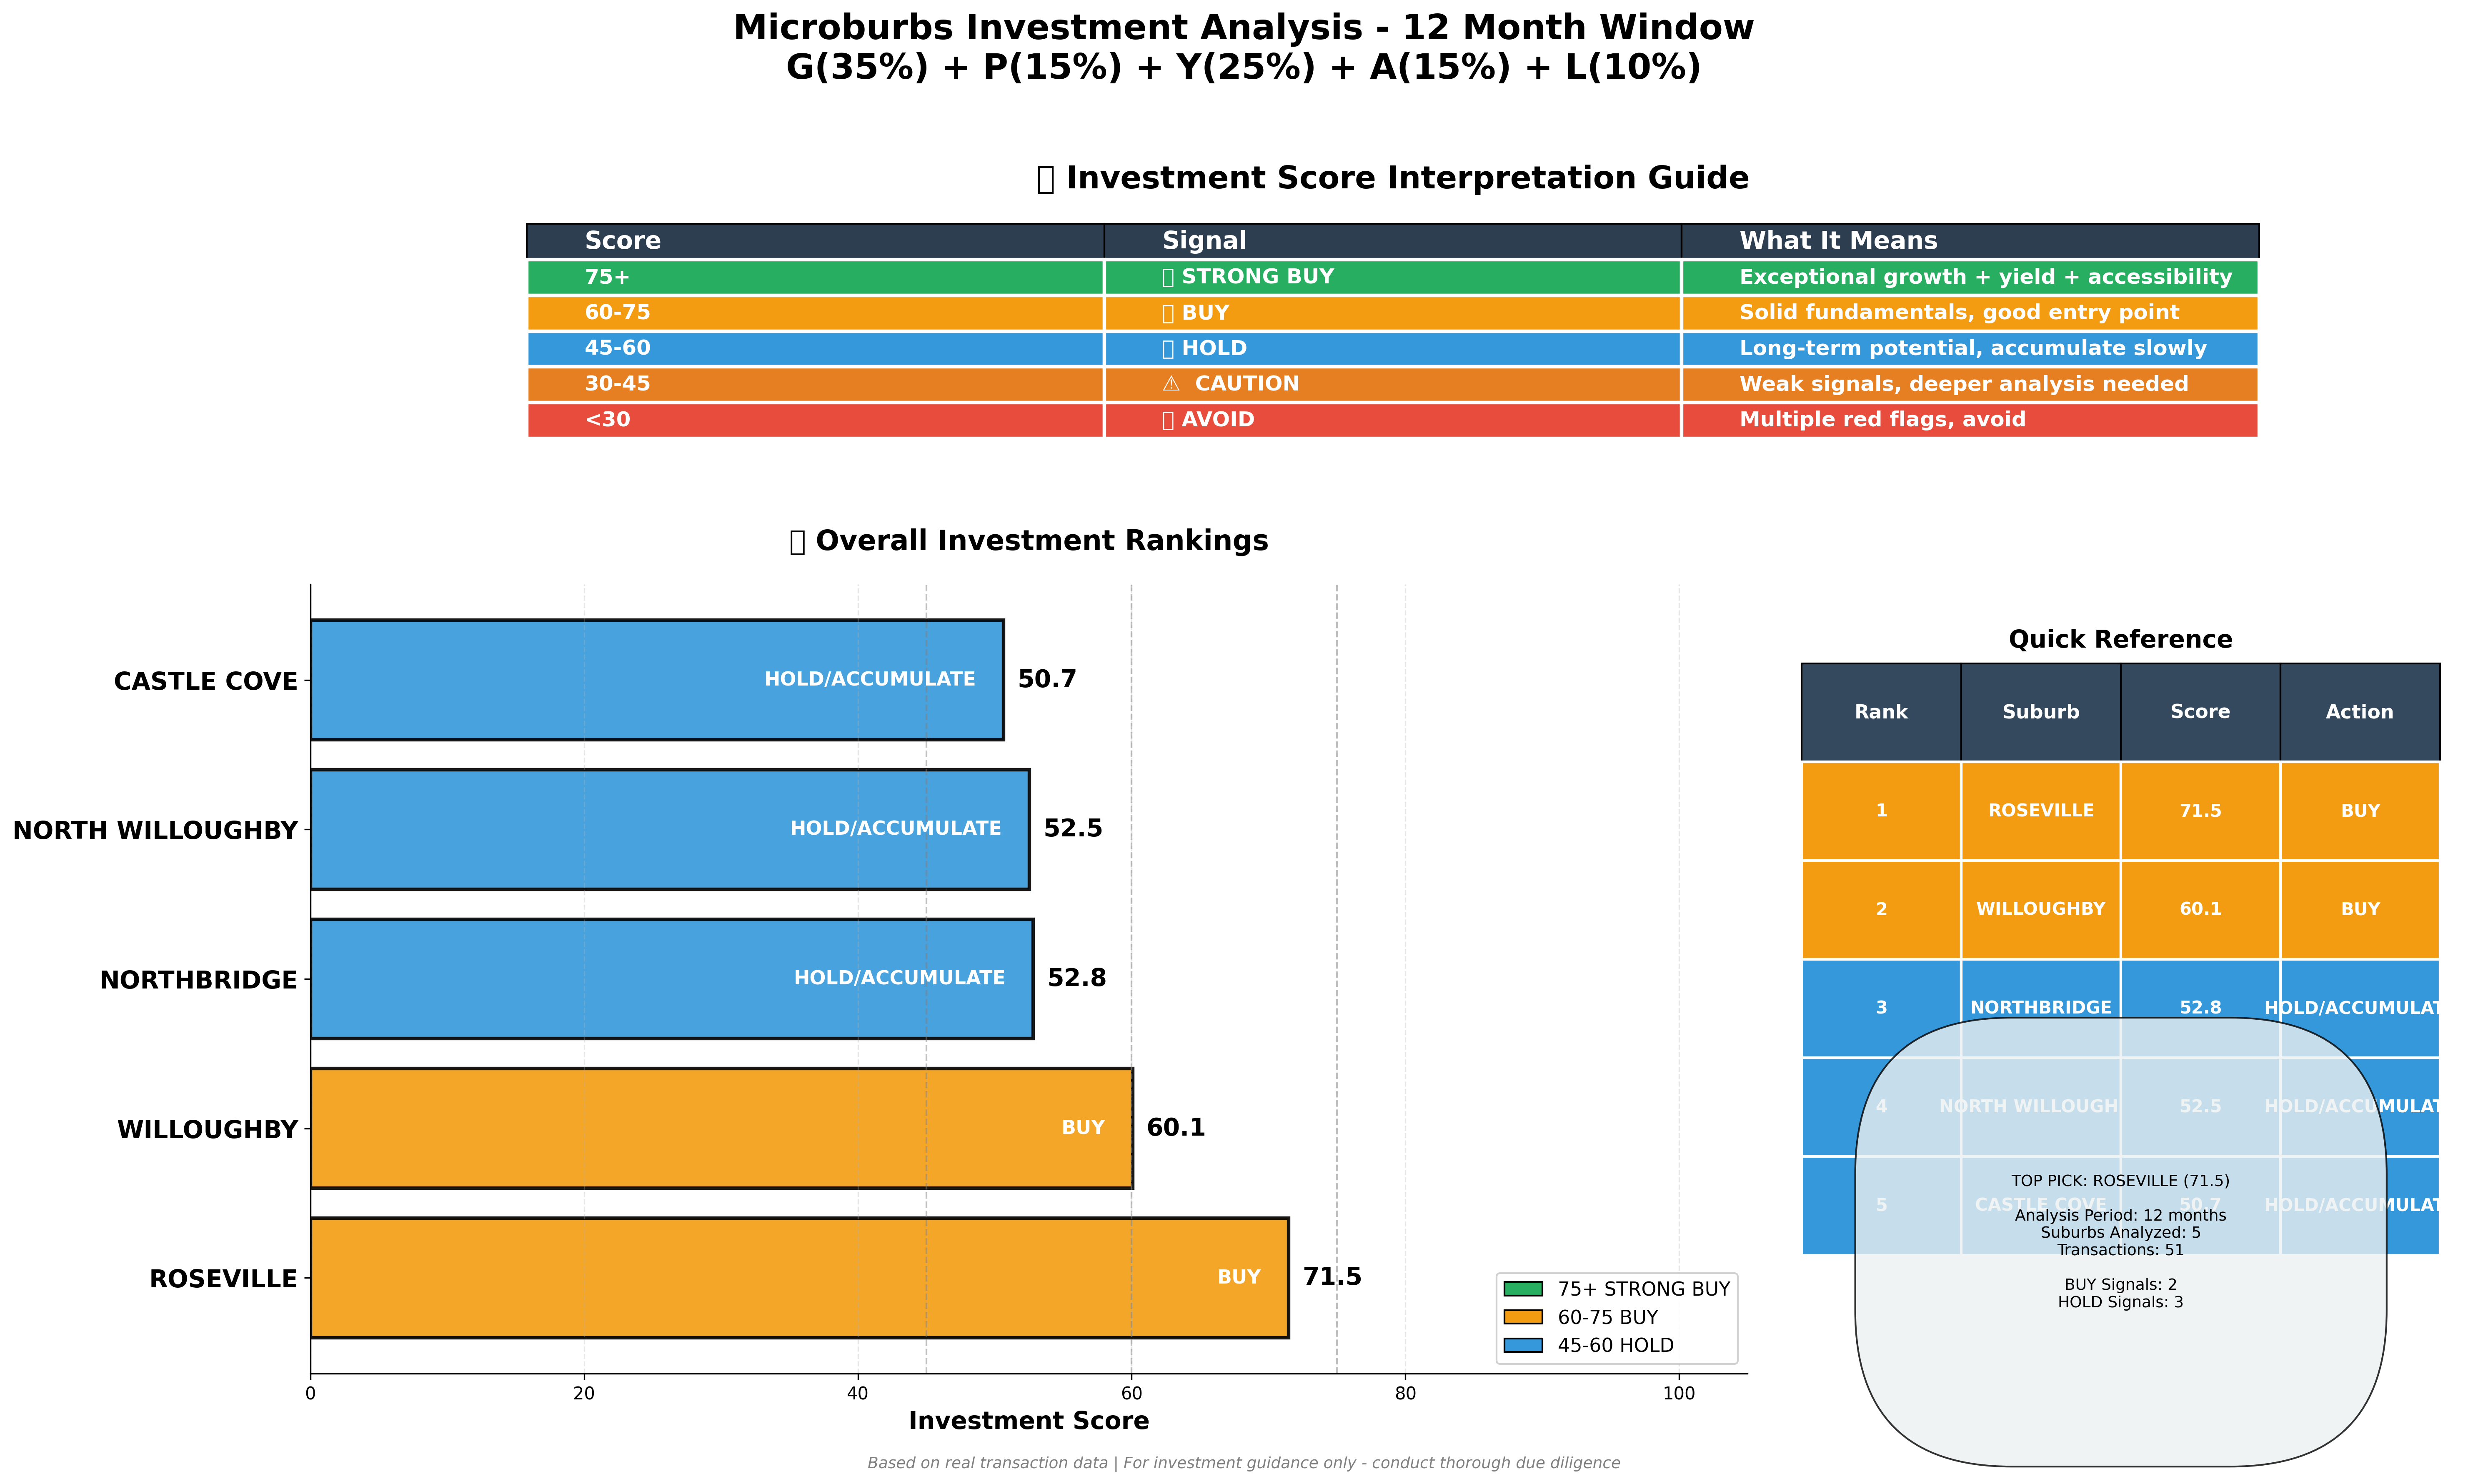 Microburbs Investment Analysis - 12 Month Window
G(35%) + P(15%) + Y(25%) + A(15%) + L(10%)
Investment Score Interpretation Guide
Score Signal What It Means
75+ STRONG BUY Exceptional growth + yield + accessibility
60-75 BUY Solid fundamentals, good entry point
45-60 HOLD Long-term potential, accumulate slowly
30-45 ⚠ CAUTION Weak signals, deeper analysis needed
<30 AVOID Multiple red flags, avoid
Overall Investment Rankings
CASTLE COVE HOLD/ACCUMULATE 50.7
NORTH WILLOUGHBY HOLD/ACCUMULATE 52.5
NORTHBRIDGE HOLD/ACCUMULATE 52.8
WILLOUGHBY BUY 60.1
ROSEVILLE BUY 71.5
75+ STRONG BUY
60-75 BUY
45-60 HOLD
0 20 40 60 80 100
Investment Score
Quick Reference
Rank Suburb Score Action
1 ROSEVILLE 71.5 BUY
2 WILLOUGHBY 60.1 BUY
3 NORTHBRIDGE 52.8 HOLD/ACCUMULAT
4 NORTH WILLOUGH 52.5 HOLD/ACCUMULAT
5 CASTLE COVE 50.7 HOLD/ACCUMULAT
TOP PICK: ROSEVILLE (71.5)
Analysis Period: 12 months
Suburbs Analyzed: 5
Transactions: 51
BUY Signals: 2
HOLD Signals: 3
Based on real transaction data | For investment guidance only - conduct thorough due diligence